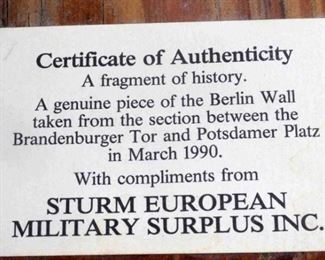 Certificate of Authenticity
A fragment of history.
A genuine piece of the Berlin Wall
taken from the section between the
Brandenburger Tor and Potsdamer Platz
in March 1990.
With compliments from
STURM EUROPEAN
MILITARY SURPLUS INC.